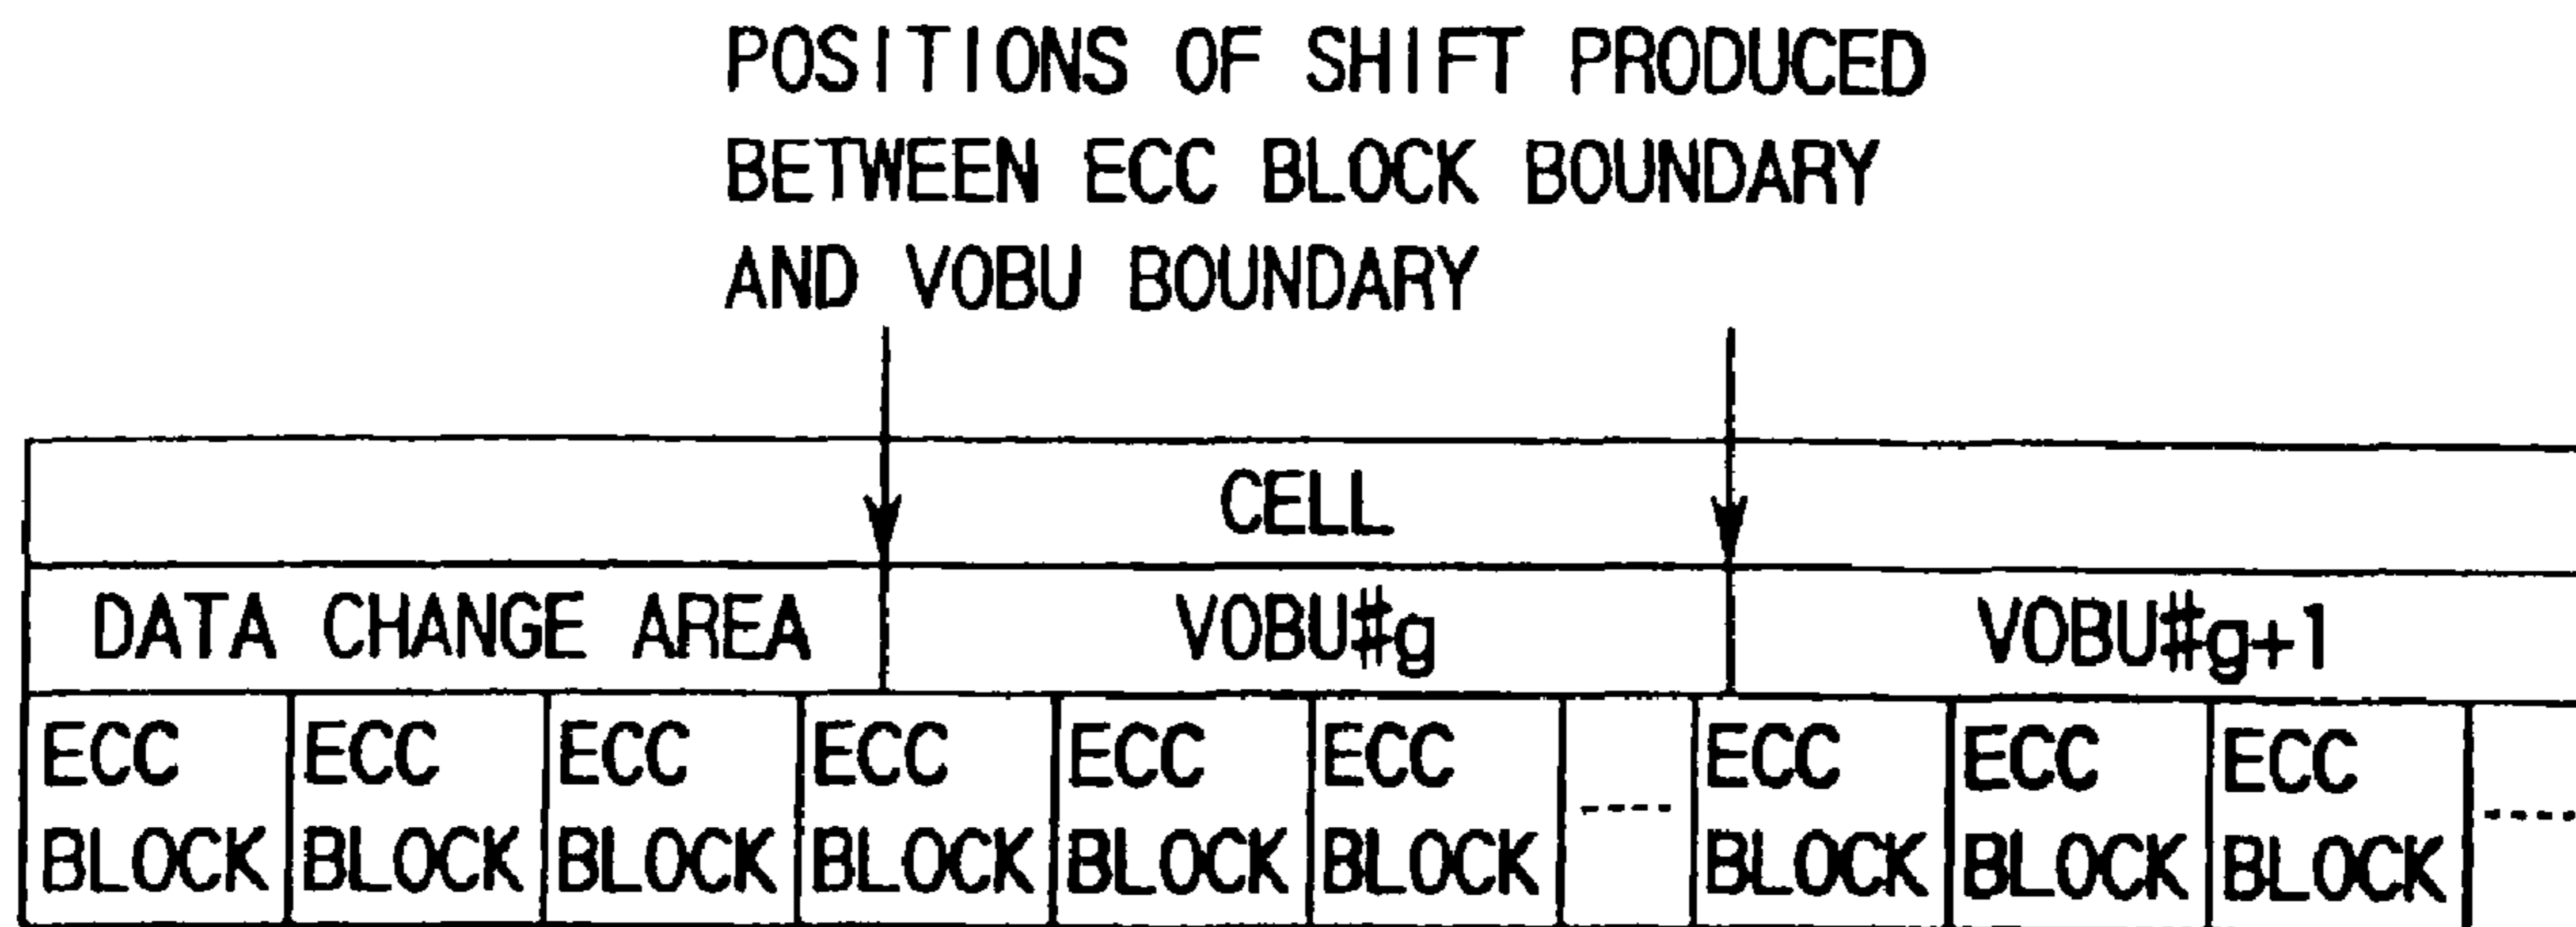 POSITIONS OF SHIFT PRODUCED
BETWEEN ECC BLOCK BOUNDARY
AND VOBU BOUNDARY
CELL
DATA CHANGE AREA VOBU#g VOBU#g+1
ECC ECC ECC ECC ECC ECC ---- ECC ECC ECC ----
BLOCK BLOCK BLOCK BLOCK BLOCK BLOCK BLOCK BLOCK BLOCK